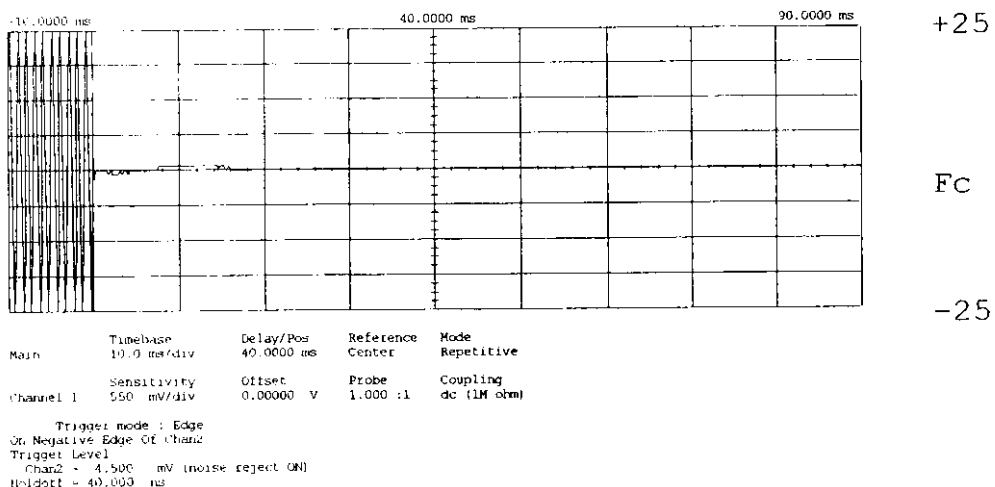 -10.0000 ms 40.0000 ms 90.0000 ms
+25
Fc
-25
Timebase Delay/Pos Reference Mode
Main 10.0 ms/div 40.0000 ms Center Repetitive
Sensitivity Offset Probe Coupling
Channel 1 550 mV/div 0.00000 V 1.000 :1 dc (1M ohm)
Trigger mode : Edge
On Negative Edge Of Chan2
Trigger Level
Chan2 = 4.500 mV (noise reject ON)
Holdoff = 40.000 ns